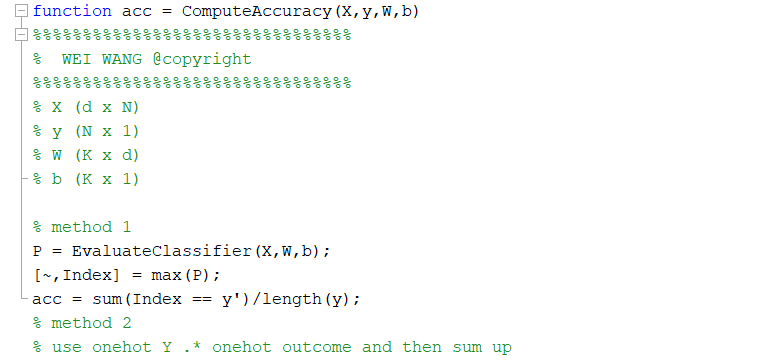 function acc = ComputeAccuracy(X,y,W,b)
%%%%%%%%%%%%%%%%%%%%%%%%%%%%%%%%
%  WEI WANG @copyright
%%%%%%%%%%%%%%%%%%%%%%%%%%%%%%%%
% X (d x N)
% y (N x 1)
% W (K x d)
% b (K x 1)
% method 1
P = EvaluateClassifier(X,W,b);
[~,Index] = max(P);
acc = sum(Index == y')/length(y);
% method 2
% use onehot Y .* onehot outcome and then sum up